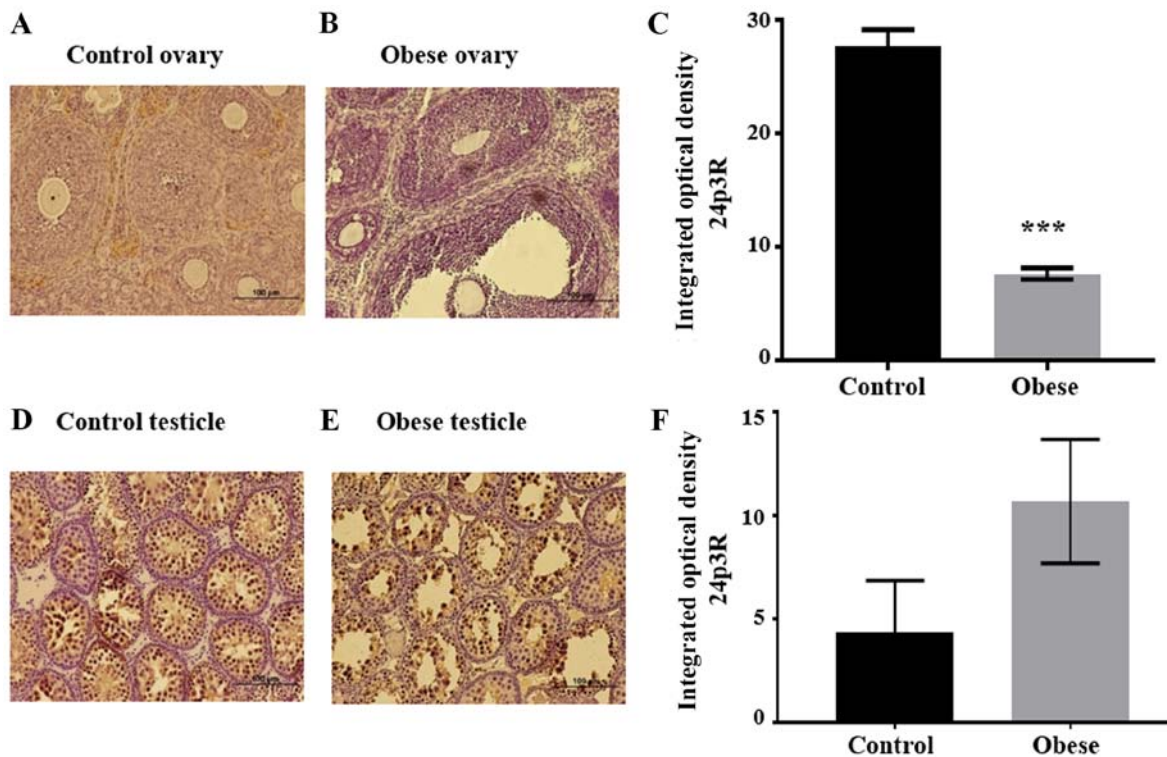 A
Control ovary
100 µm
B
Obese ovary
C
Integrated optical density
24p3R
30
20
10
0
***
Control
Obese
D
Control testicle
E
Obese testicle
100 µm
F
Integrated optical density
24p3R
15
10
5
0
Control
Obese